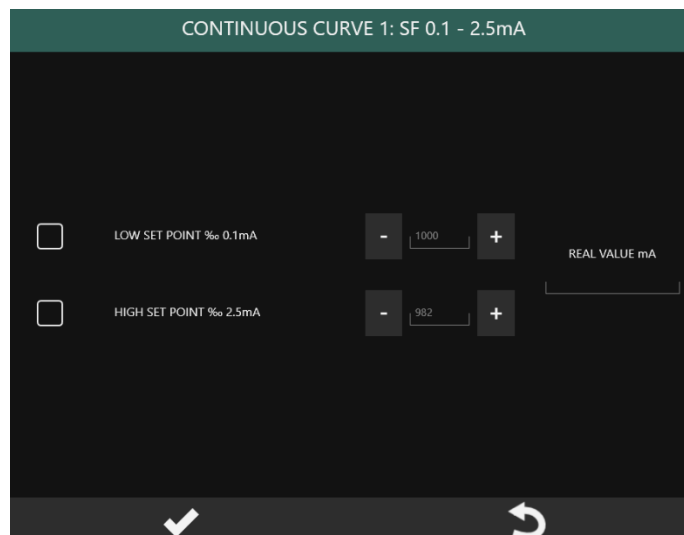 CONTINUOUS CURVE 1: SF 0.1 - 2.5mA
LOW SET POINT ‰ 0.1mA - 1000 +
REAL VALUE mA
HIGH SET POINT ‰ 2.5mA - 982 +